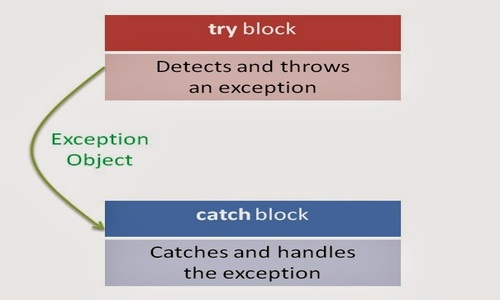 try block
Detects and throws
an exception
Exception
Object
catch block
Catches and handles
the exception